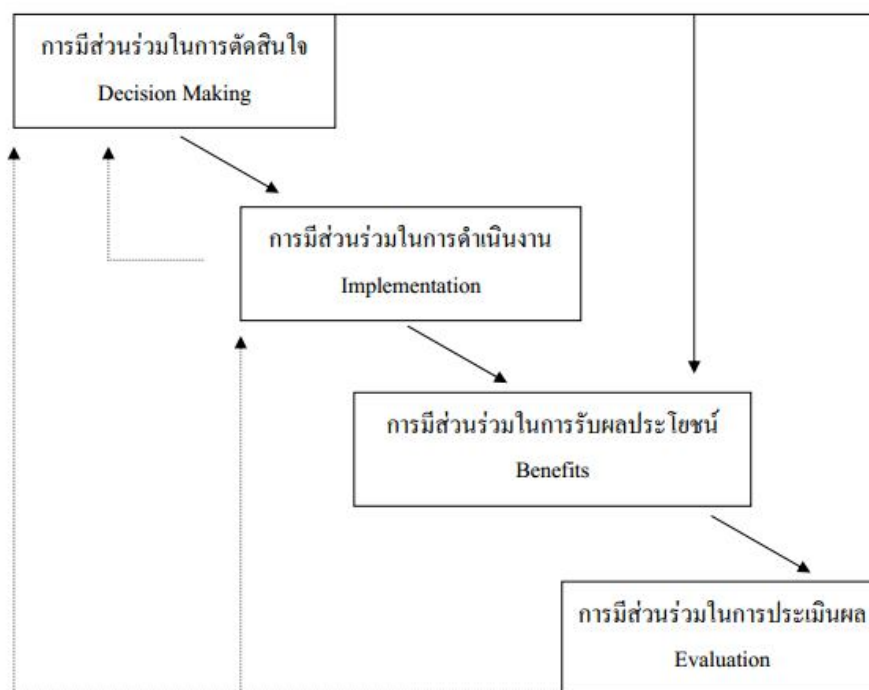 การมีส่วนร่วมในการตัดสินใจ
Decision Making
การมีส่วนร่วมในการดำเนินงาน
Implementation
การมีส่วนร่วมในการรับผลประโยชน์
Benefits
การมีส่วนร่วมในการประเมินผล
Evaluation